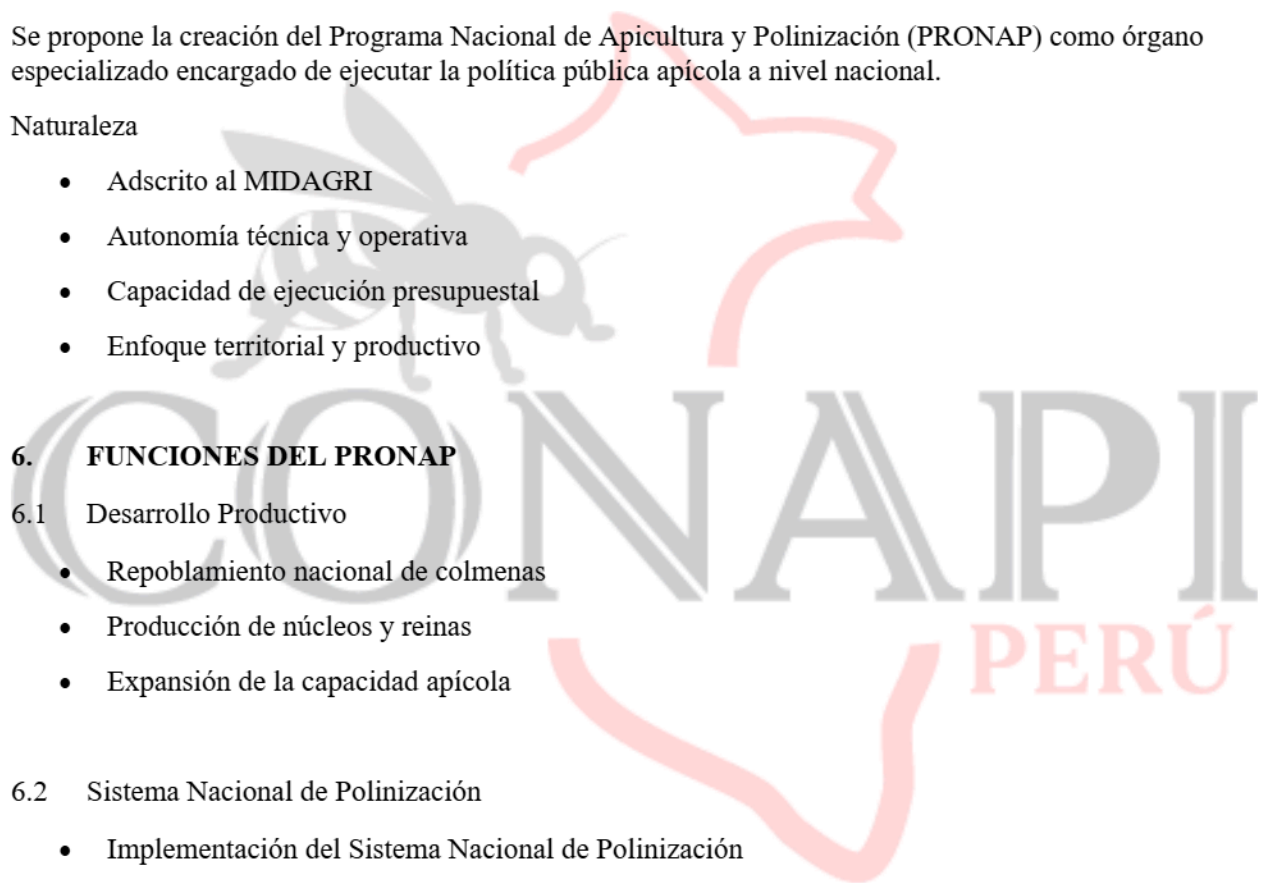 Se propone la creación del Programa Nacional de Apicultura y Polinización (PRONAP) como órgano
especializado encargado de ejecutar la política pública apícola a nivel nacional.
Naturaleza
• Adscrito al MIDAGRI
• Autonomía técnica y operativa
• Capacidad de ejecución presupuestal
• Enfoque territorial y productivo
6. FUNCIONES DEL PRONAP
6.1 Desarrollo Productivo
• Repoblamiento nacional de colmenas
• Producción de núcleos y reinas
• Expansión de la capacidad apícola
6.2 Sistema Nacional de Polinización
• Implementación del Sistema Nacional de Polinización
CONAPI
PERÚ